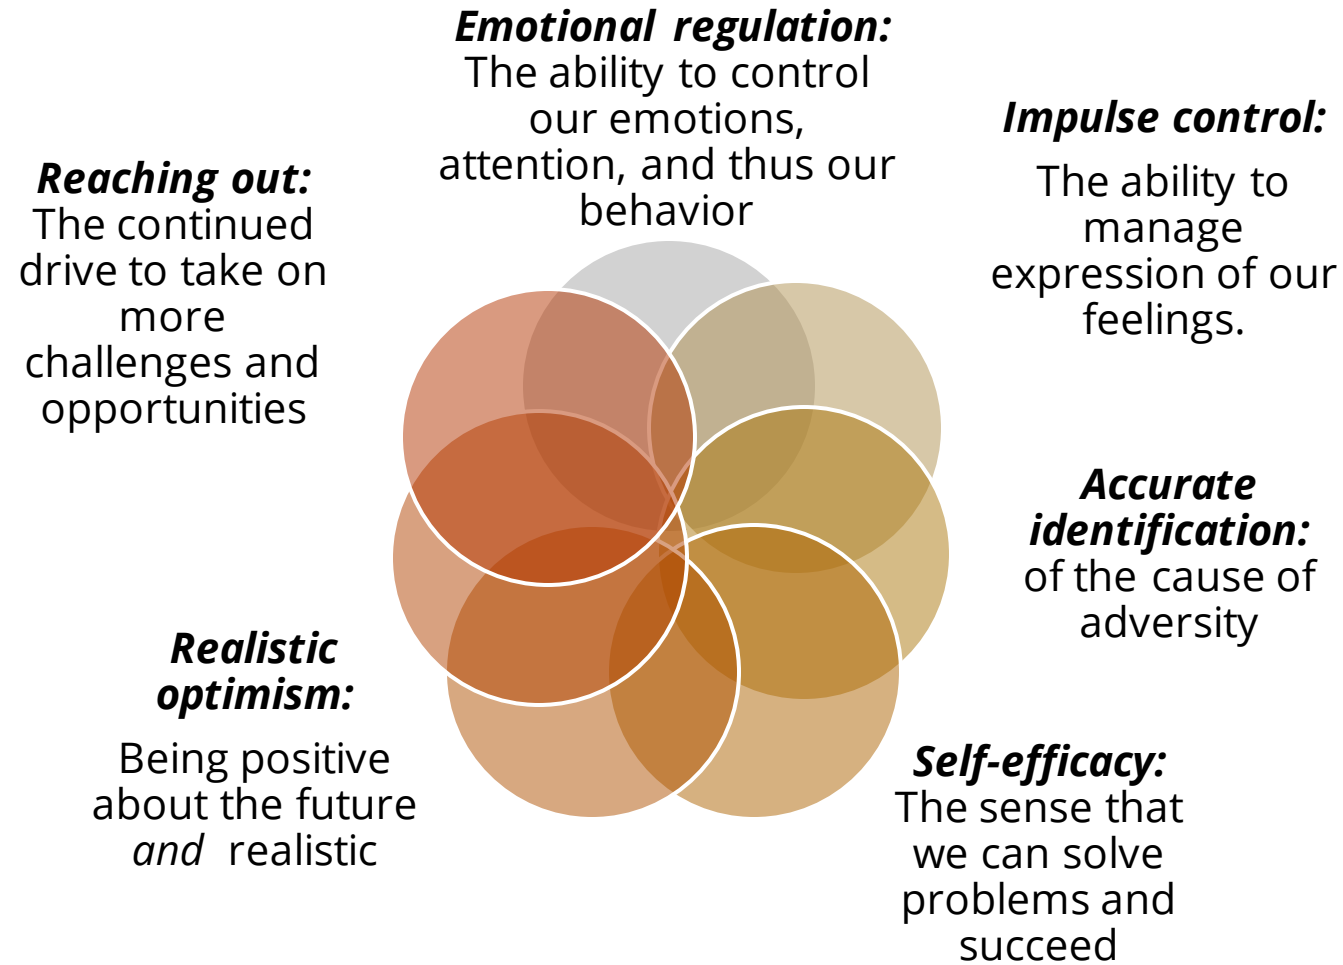 Emotional regulation:
The ability to control
our emotions,
attention, and thus our
behavior
Impulse control:
The ability to
manage
expression of our
feelings.
Accurate
identification:
of the cause of
adversity
Self-efficacy:
The sense that
we can solve
problems and
succeed
Realistic
optimism:
Being positive
about the future
and realistic
Reaching out:
The continued
drive to take on
more
challenges and
opportunities